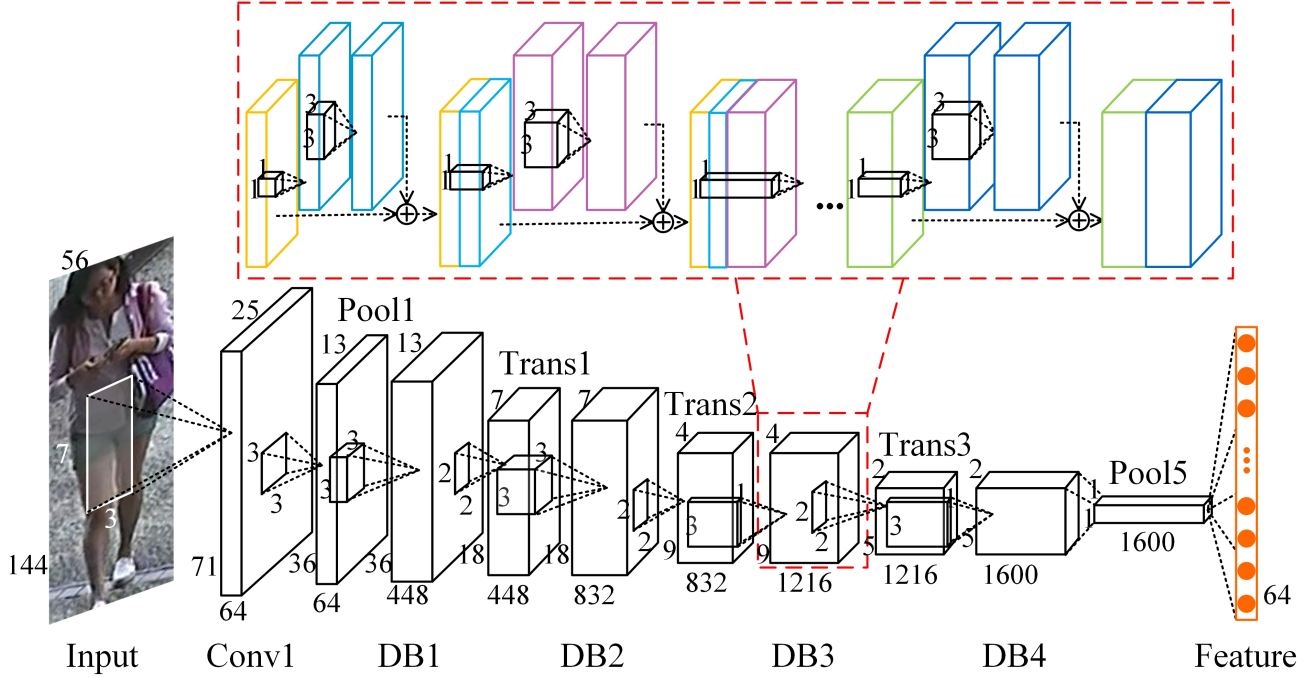 3 3 3 3
3 3
1 1 1 1
1 1 1 1
...
56
25 Pool1
13 13 Trans1
7 7 Trans2
4 4 Trans3
2 2 Pool5
7 3 3 3 3 3 2 2 3 3 2 2 3 1 2 2 3 1 1 1
144 71 36 36 18 18 9 9 5 5
64 64 448 448 832 832 1216 1216 1600 1600 64
Input Conv1 DB1 DB2 DB3 DB4 Feature